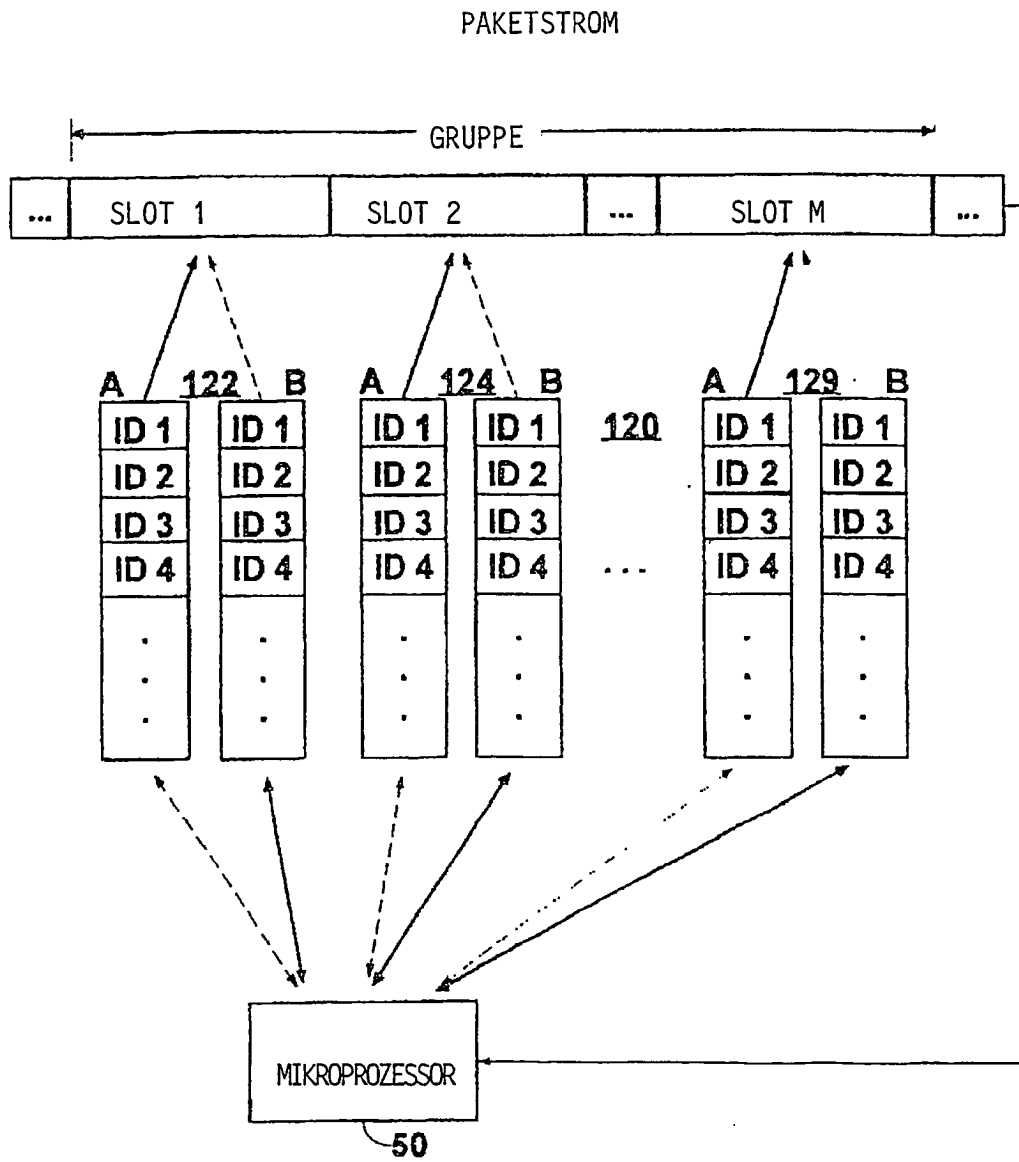 PAKETSTROM
GRUPPE
... SLOT 1 SLOT 2 ... SLOT M ...
A 122 B A 124 B A 129 B
ID 1 ID 1 ID 1 ID 1 120 ID 1 ID 1
ID 2 ID 2 ID 2 ID 2 ID 2 ID 2
ID 3 ID 3 ID 3 ID 3 ID 3 ID 3
ID 4 ID 4 ID 4 ID 4 ... ID 4 ID 4
MIKROPROZESSOR
50